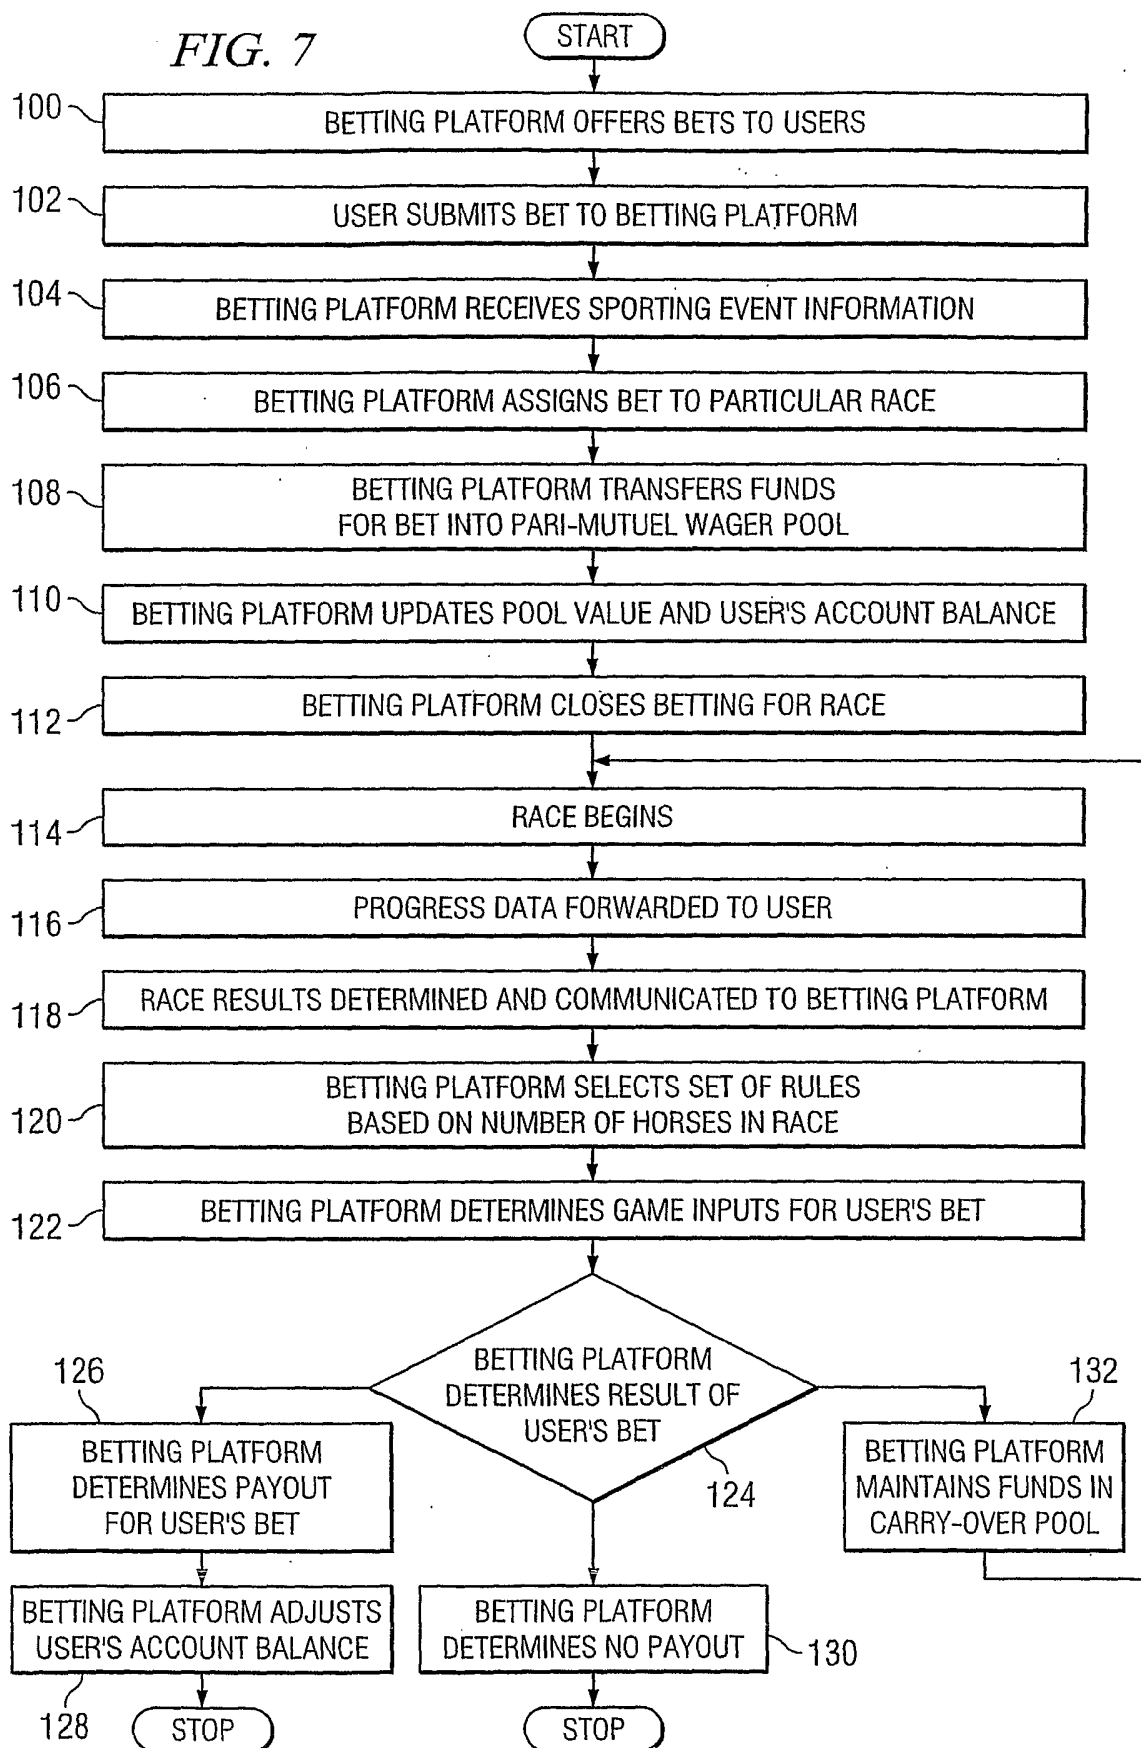 FIG. 7
START
100
BETTING PLATFORM OFFERS BETS TO USERS
102
USER SUBMITS BET TO BETTING PLATFORM
104
BETTING PLATFORM RECEIVES SPORTING EVENT INFORMATION
106
BETTING PLATFORM ASSIGNS BET TO PARTICULAR RACE
108
BETTING PLATFORM TRANSFERS FUNDS
FOR BET INTO PARI-MUTUEL WAGER POOL
110
BETTING PLATFORM UPDATES POOL VALUE AND USER'S ACCOUNT BALANCE
112
BETTING PLATFORM CLOSES BETTING FOR RACE
114
RACE BEGINS
116
PROGRESS DATA FORWARDED TO USER
118
RACE RESULTS DETERMINED AND COMMUNICATED TO BETTING PLATFORM
120
BETTING PLATFORM SELECTS SET OF RULES
BASED ON NUMBER OF HORSES IN RACE
122
BETTING PLATFORM DETERMINES GAME INPUTS FOR USER'S BET
BETTING PLATFORM
DETERMINES RESULT OF
USER'S BET
124
126
BETTING PLATFORM
DETERMINES PAYOUT
FOR USER'S BET
132
BETTING PLATFORM
MAINTAINS FUNDS IN
CARRY-OVER POOL
BETTING PLATFORM ADJUSTS
USER'S ACCOUNT BALANCE
128
STOP
BETTING PLATFORM
DETERMINES NO PAYOUT
130
STOP